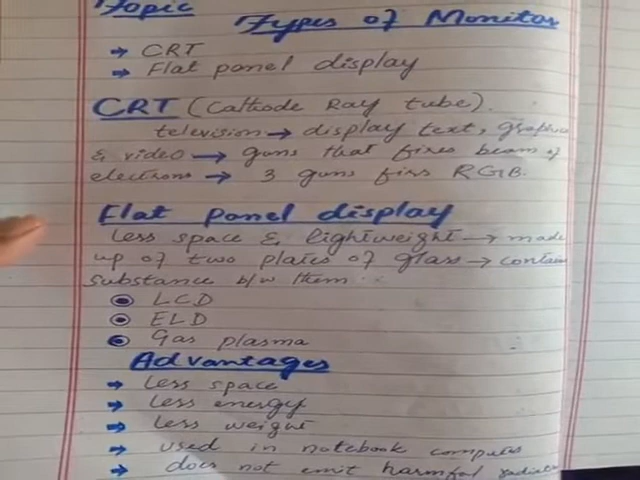 Topic
Types of Monitor
→ CRT
→ Flat panel display
CRT (Cathode Ray tube).
television → display text, graphics
& video → guns that fires beam of
electrons → 3 guns fires RGB.
Flat panel display
Less space & lightweight → made
up of two plates of glass → contain
substance b/w them
LCD
ELD
Gas plasma
Advantages
→ Less space
→ Less energy
→ Less weight
→ used in notebook computer
→ does not emit harmful